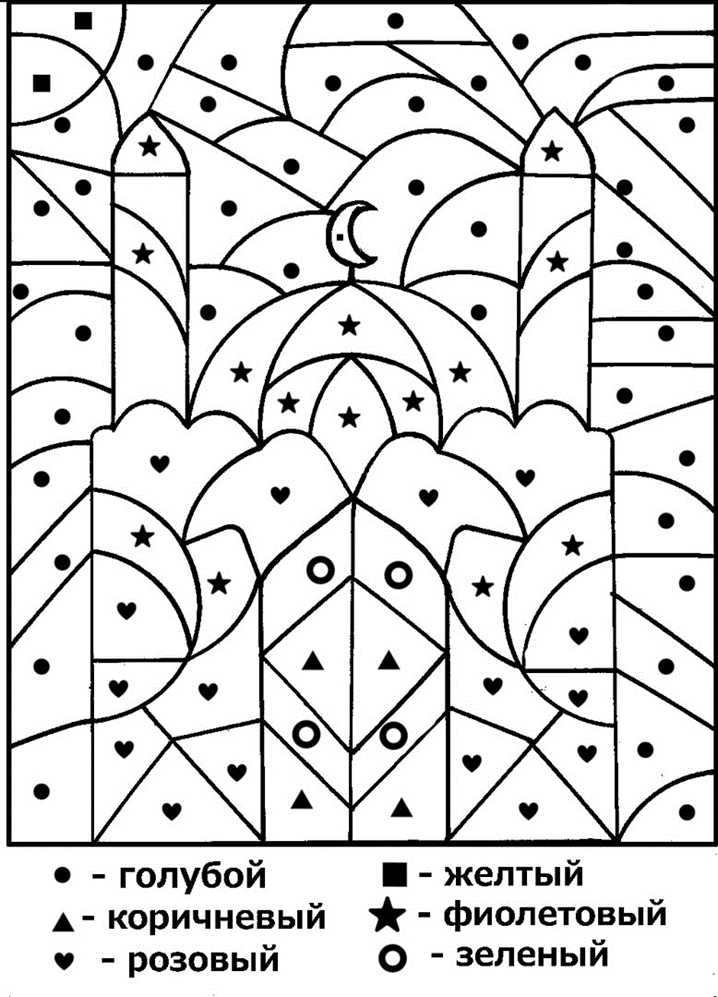 - голубой - желтый
- коричневый - фиолетовый
- розовый - зеленый